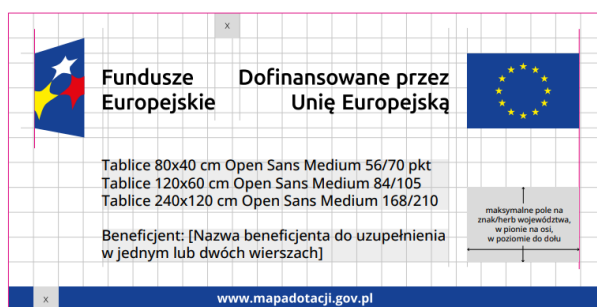 x
Fundusze
Europejskie
Dofinansowane przez
Unię Europejską
Tablice 80x40 cm Open Sans Medium 56/70 pkt
Tablice 120x60 cm Open Sans Medium 84/105
Tablice 240x120 cm Open Sans Medium 168/210
Beneficjent: [Nazwa beneficjenta do uzupełnienia
w jednym lub dwóch wierszach]
maksymalne pole na
znak/herb województwa,
w pionie na osi,
w poziomie do dołu
x
www.mapadotacji.gov.pl